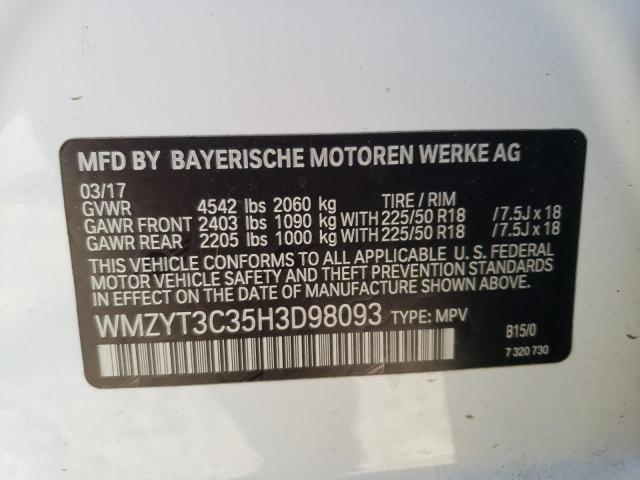 MFD BY BAYERISCHE MOTOREN WERKE AG
03/17
GVWR 4542 lbs 2060 kg TIRE / RIM
GAWR FRONT 2403 lbs 1090 kg WITH 225/50 R18 /7.5J x 18
GAWR REAR 2205 lbs 1000 kg WITH 225/50 R18 /7.5J x 18
THIS VEHICLE CONFORMS TO ALL APPLICABLE U. S. FEDERAL
MOTOR VEHICLE SAFETY AND THEFT PREVENTION STANDARDS
IN EFFECT ON THE DATE OF MANUFACTURE SHOWN ABOVE.
WMZYT3C35H3D98093 TYPE: MPV
B15/0
7 320 730